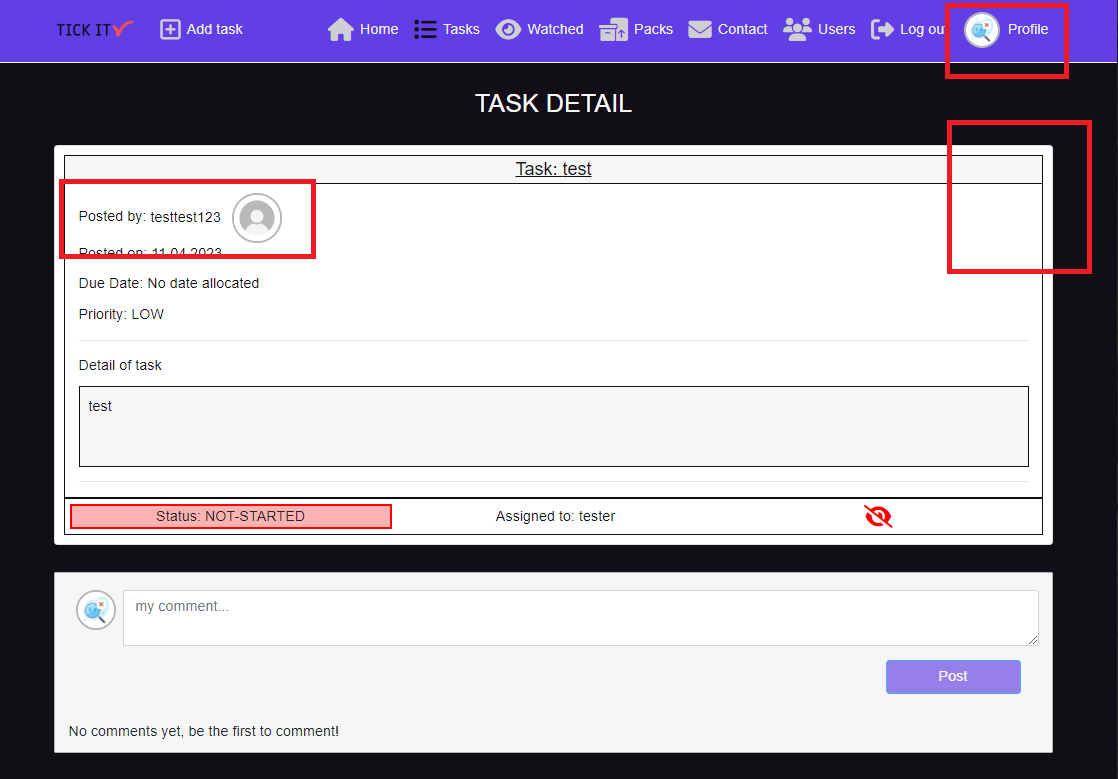 TICK IT Add task Home Tasks Watched Packs Contact Users Log out Profile
TASK DETAIL
Task: test
Posted by: testtest123
Posted on: 11.04.2023
Due Date: No date allocated
Priority: LOW
Detail of task
test
Status: NOT-STARTED Assigned to: tester
my comment...
Post
No comments yet, be the first to comment!